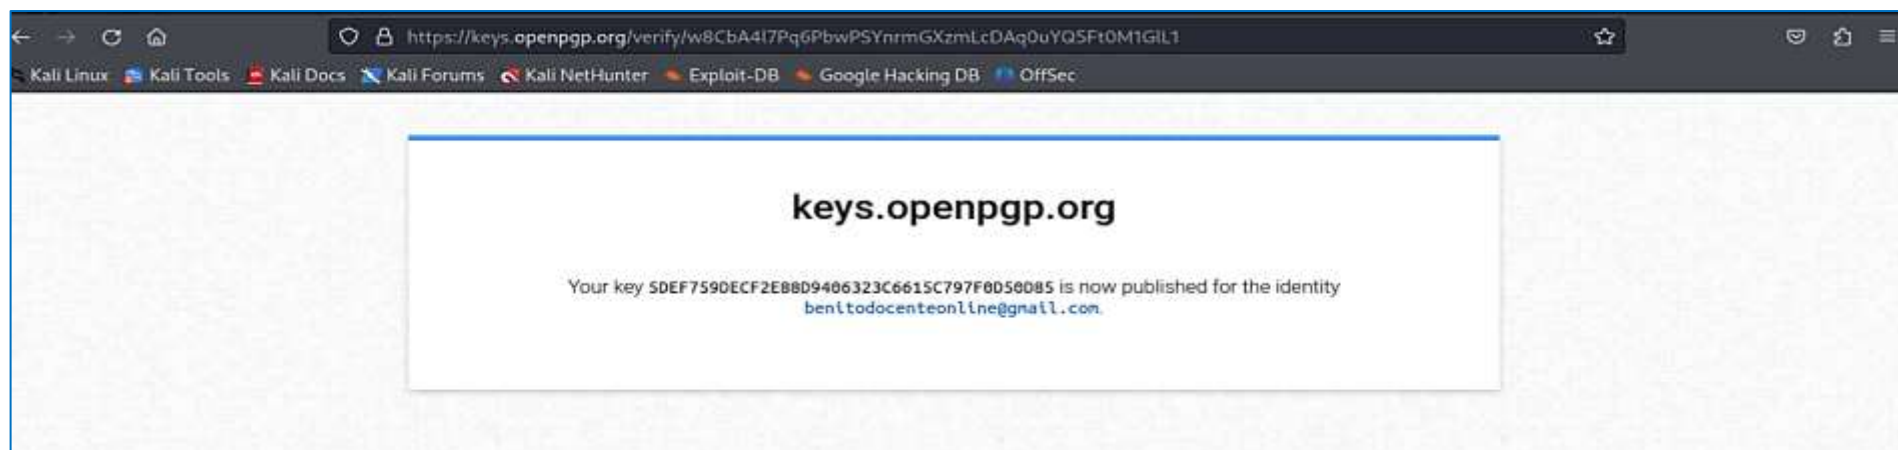 https://keys.openpgp.org/verify/w8CbA4l7Pq6PbwPSYnrmGXzmLcDAq0uYQ5Ft0M1GlL1
Kali Linux Kali Tools Kali Docs Kali Forums Kali NetHunter Exploit-DB Google Hacking DB OffSec
keys.openpgp.org
Your key 5DEF759DECF2E88D9406323C6615C797F0D50D85 is now published for the identity
benitodocenteonline@gmail.com.